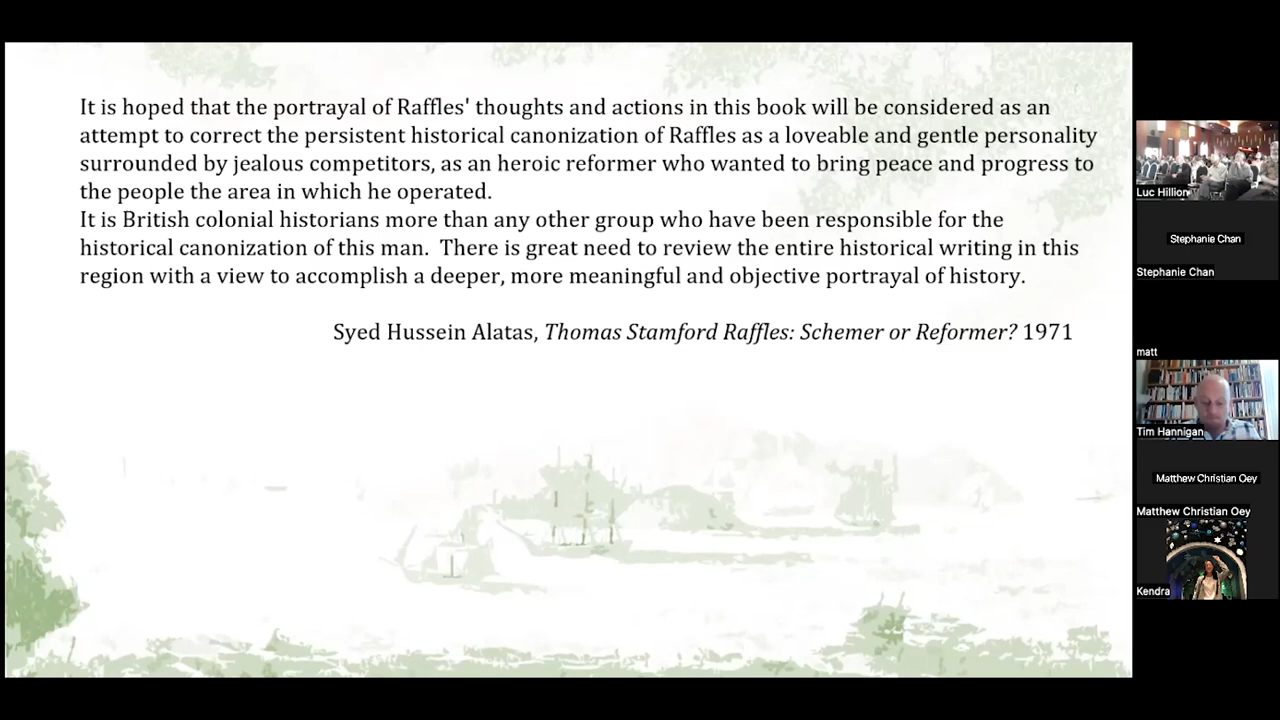 It is hoped that the portrayal of Raffles' thoughts and actions in this book will be considered as an
attempt to correct the persistent historical canonization of Raffles as a loveable and gentle personality
surrounded by jealous competitors, as an heroic reformer who wanted to bring peace and progress to
the people the area in which he operated.
It is British colonial historians more than any other group who have been responsible for the
historical canonization of this man.  There is great need to review the entire historical writing in this
region with a view to accomplish a deeper, more meaningful and objective portrayal of history.
Syed Hussein Alatas, Thomas Stamford Raffles: Schemer or Reformer? 1971
Luc Hillion
Stephanie Chan
Stephanie Chan
matt
Tim Hannigan
Matthew Christian Oey
Matthew Christian Oey
Kendra